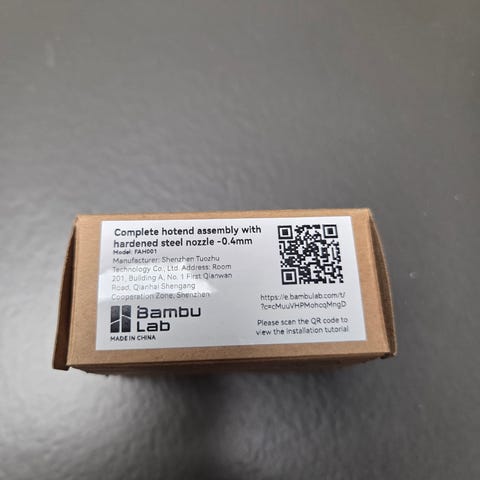 Complete hotend assembly with
hardened steel nozzle -0.4mm
Model: FAH001
Manufacturer: Shenzhen Tuozhu
Technology Co., Ltd. Address: Room
201, Building A, No. 1 First Qianwan
Road, Qianhai Shengang
Cooperation Zone, Shenzhen
Bambu
Lab
MADE IN CHINA
https://e.bambulab.com/t/
?c=cMuuVHPMohcqMngD
Please scan the QR code to
view the installation tutorial